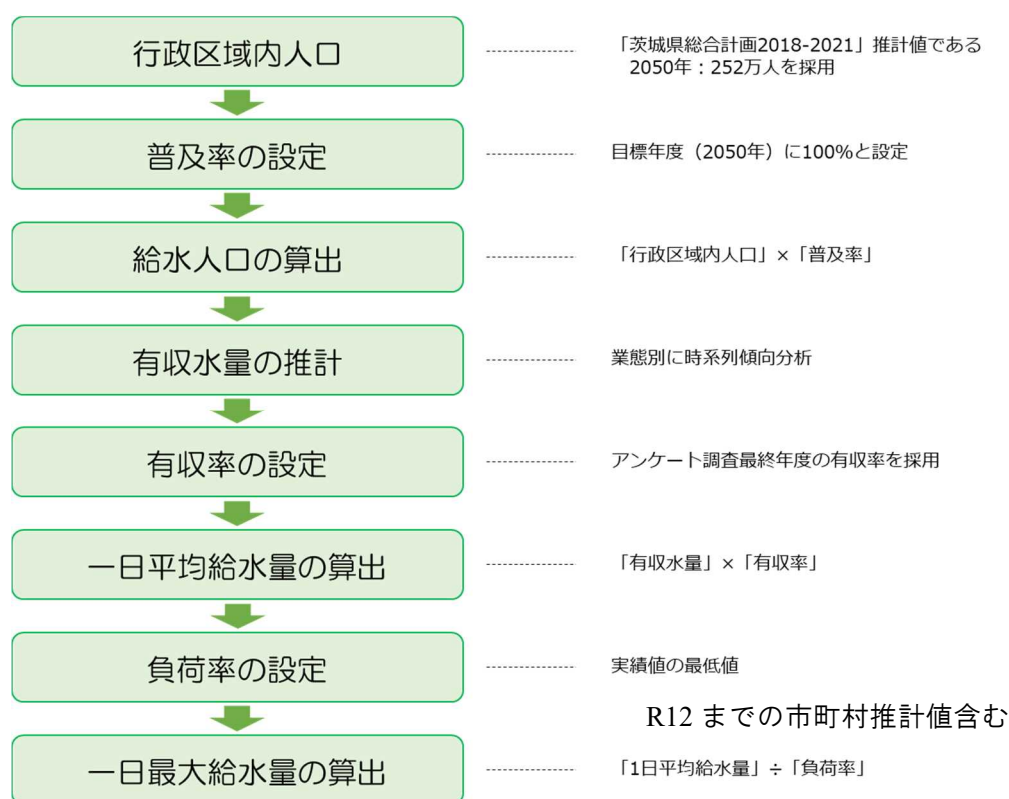 行政区域内人口
「茨城県総合計画2018-2021」推計値である
2050年：252万人を採用
普及率の設定
目標年度（2050年）に100%と設定
給水人口の算出
「行政区域内人口」×「普及率」
有収水量の推計
業態別に時系列傾向分析
有収率の設定
アンケート調査最終年度の有収率を採用
一日平均給水量の算出
「有収水量」×「有収率」
負荷率の設定
実績値の最低値
R12 までの市町村推計値含む
一日最大給水量の算出
「1日平均給水量」÷「負荷率」